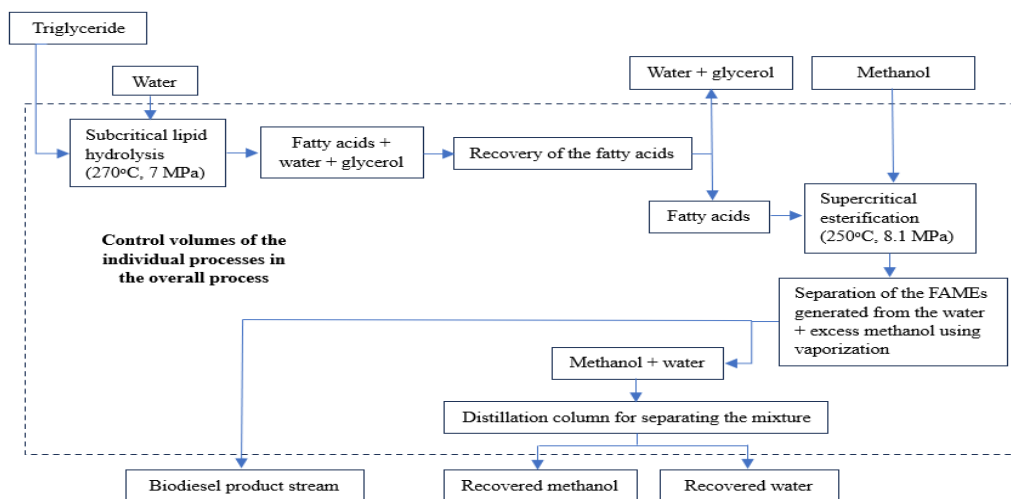 Triglyceride
Water
Water + glycerol
Methanol
Subcritical lipid
hydrolysis
(270ºC, 7 MPa)
Fatty acids +
water + glycerol
Recovery of the fatty acids
Fatty acids
Supercritical
esterification
(250ºC, 8.1 MPa)
Control volumes of the
individual processes in
the overall process
Separation of the FAMEs
generated from the water
+ excess methanol using
vaporization
Methanol + water
Distillation column for separating the mixture
Biodiesel product stream
Recovered methanol
Recovered water